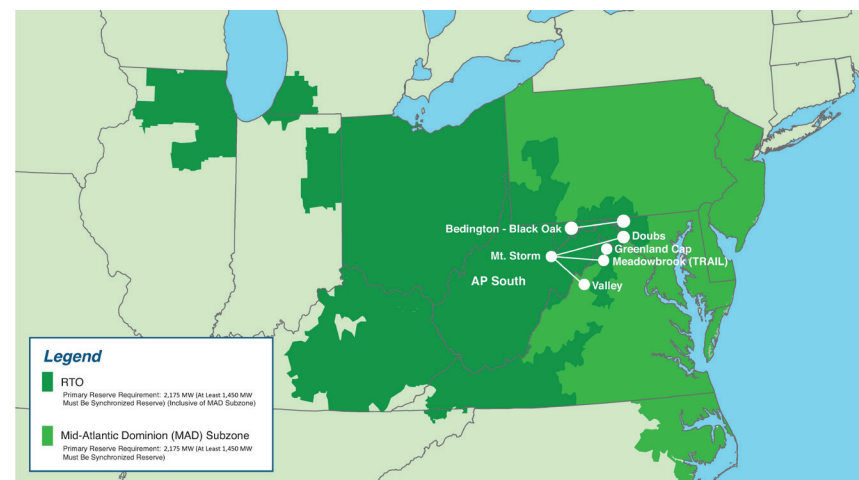 Bedington - Black Oak
Doubs
Mt. Storm
Greenland Cap
Meadowbrook (TRAIL)
AP South
Valley
Legend
RTO
Primary Reserve Requirement: 2,175 MW (At Least 1,450 MW
Must Be Synchronized Reserve) (Inclusive of MAD Subzone)
Mid-Atlantic Dominion (MAD) Subzone
Primary Reserve Requirement: 2,175 MW (At Least 1,450 MW
Must Be Synchronized Reserve)